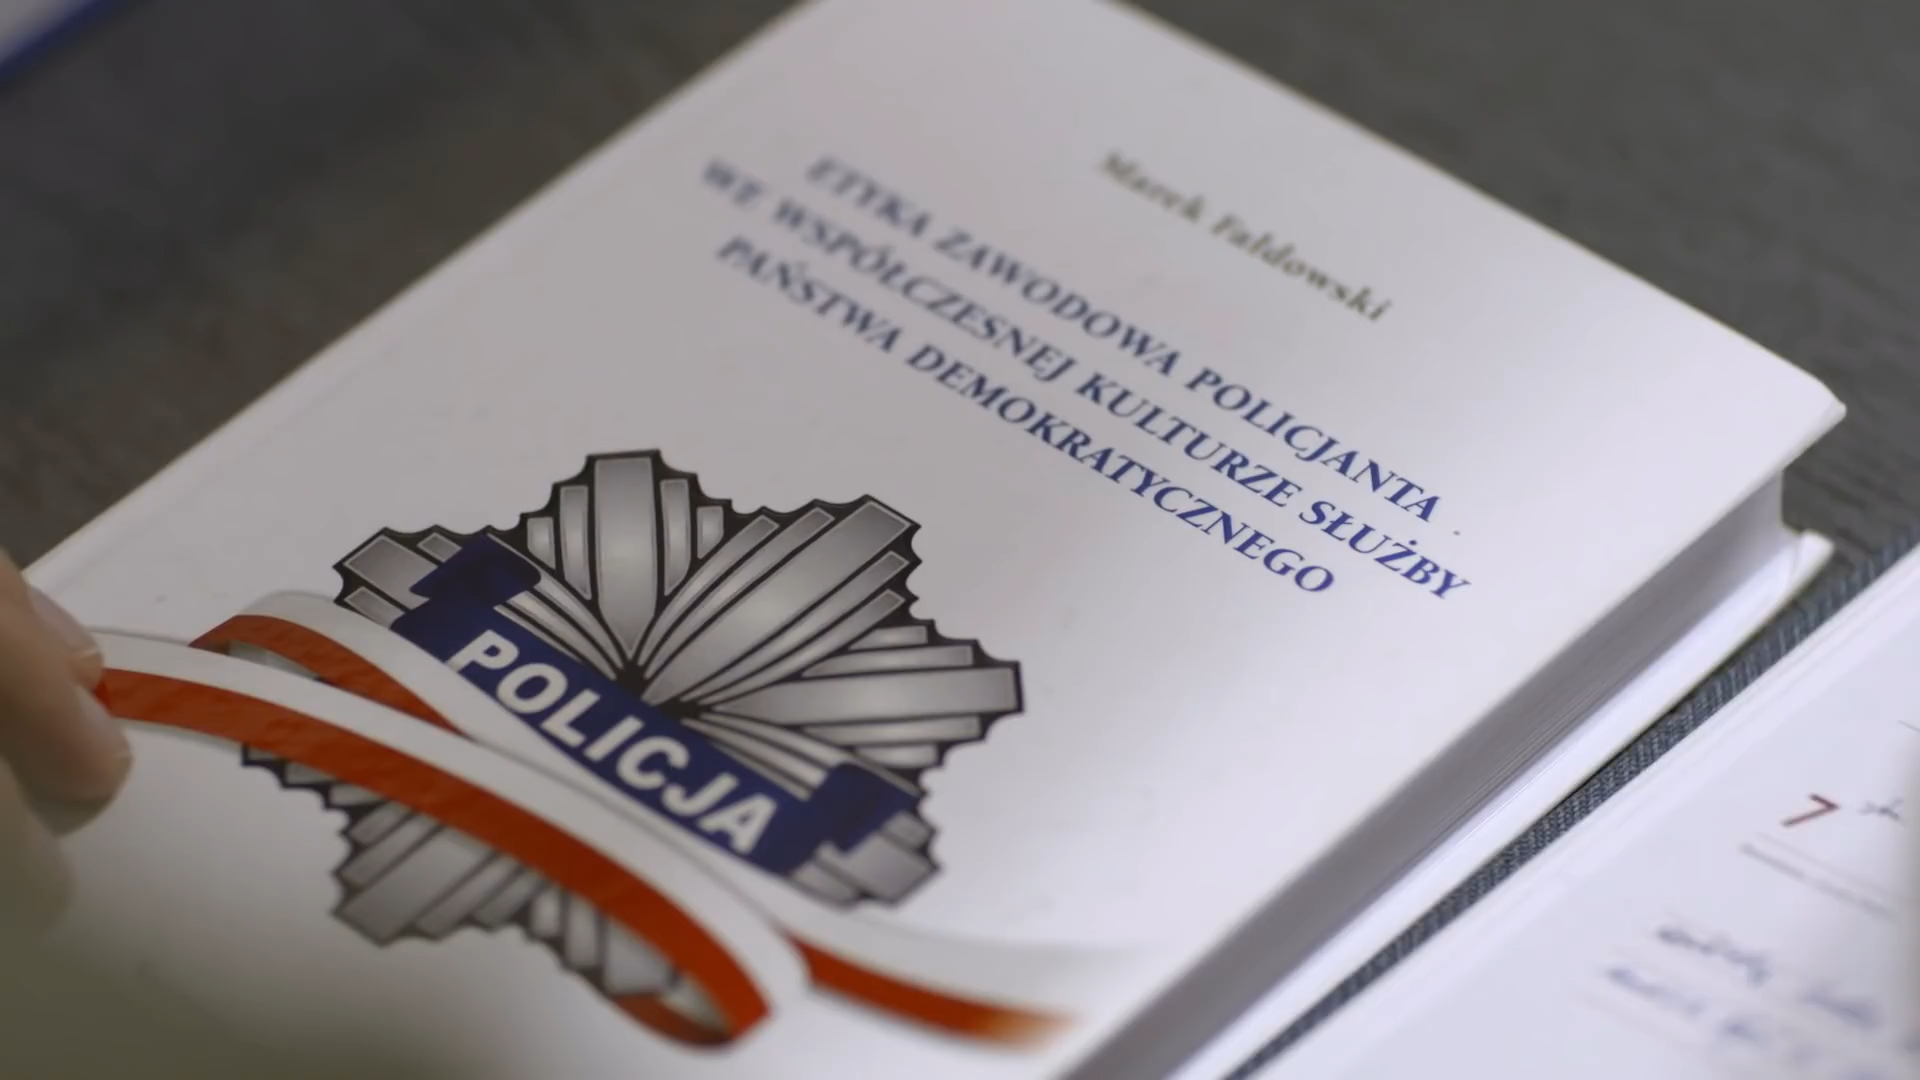 Marek Fałdowski
ETYKA ZAWODOWA POLICJANTA
WE WSPÓŁCZESNEJ KULTURZE SŁUŻBY
PAŃSTWA DEMOKRATYCZNEGO
POLICJA
7